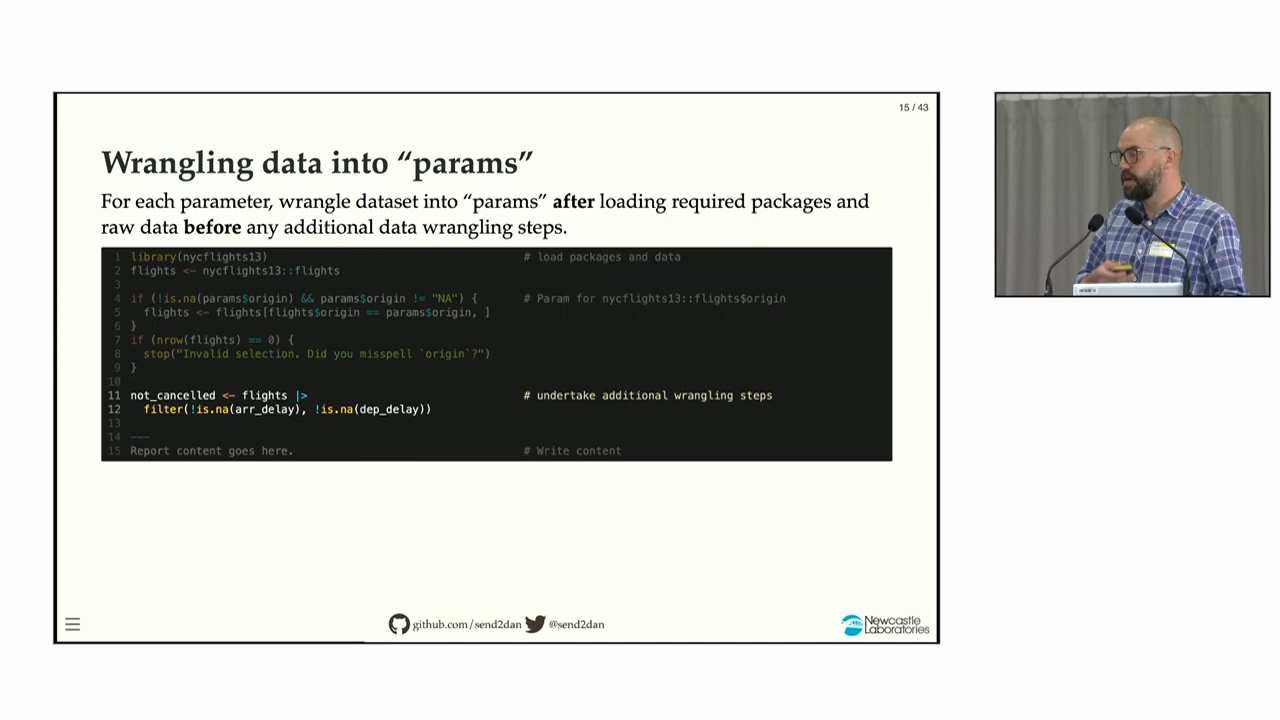 15 / 43
Wrangling data into “params”
For each parameter, wrangle dataset into “params” after loading required packages and
raw data before any additional data wrangling steps.
1 library(nycflights13) # load packages and data
2 flights <- nycflights13::flights
3
4 if (!is.na(params$origin) && params$origin != "NA") { # Param for nycflights13::flights$origin
5   flights <- flights[flights$origin == params$origin, ]
6 }
7 if (nrow(flights) == 0) {
8   stop("Invalid selection. Did you misspell `origin`?")
9 }
10
11 not_cancelled <- flights |> # undertake additional wrangling steps
12   filter(!is.na(arr_delay), !is.na(dep_delay))
13
14 ---
15 Report content goes here. # Write content
github.com/send2dan @send2dan
Newcastle
Laboratories